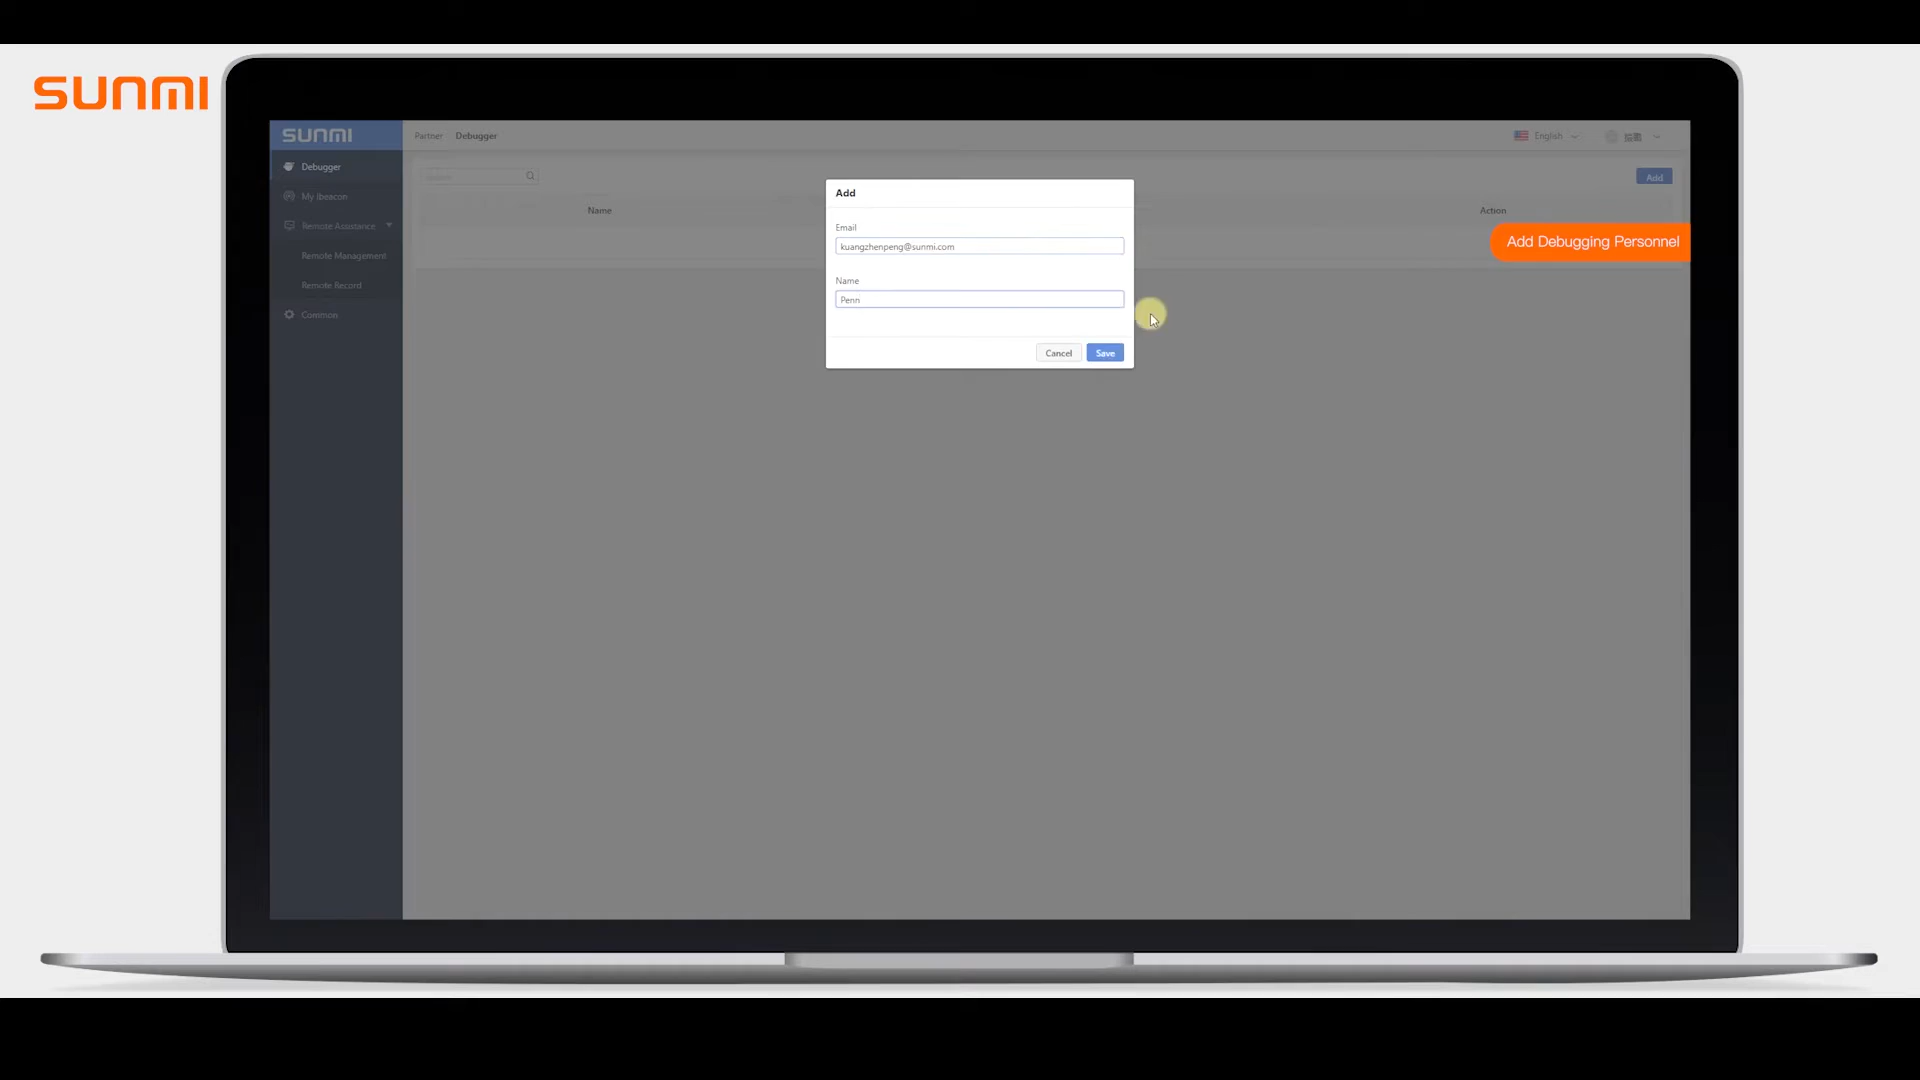 SUNMI
SUNMI
Partner Debugger
English
Debugger
My Ibeacon
Remote Assistance
Remote Management
Remote Record
Common
Add
Name
Action
Add Debugging Personnel
Add
Email
kuangzhenpeng@sunmi.com
Name
Penn
Cancel Save